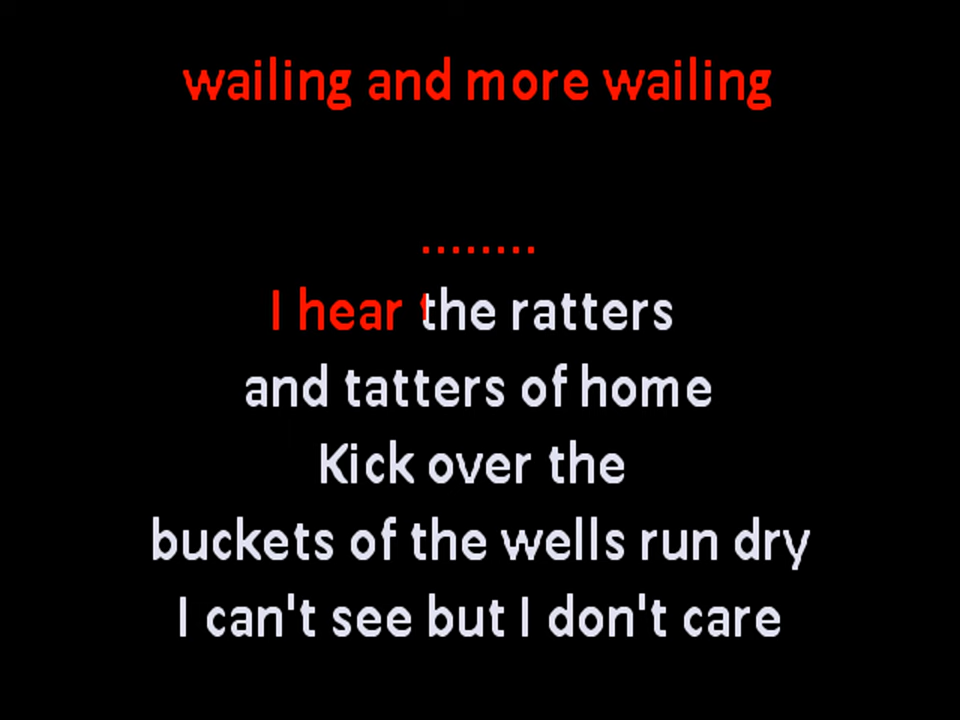 wailing and more wailing
........
I hear the ratters
and tatters of home
Kick over the
buckets of the wells run dry
I can't see but I don't care